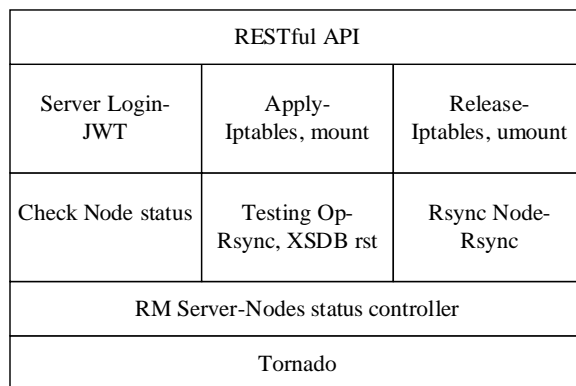 RESTful API
Server Login-
JWT
Apply-
Iptables, mount
Release-
Iptables, umount
Check Node status
Testing Op-
Rsync, XSDB rst
Rsync Node-
Rsync
RM Server-Nodes status controller
Tornado